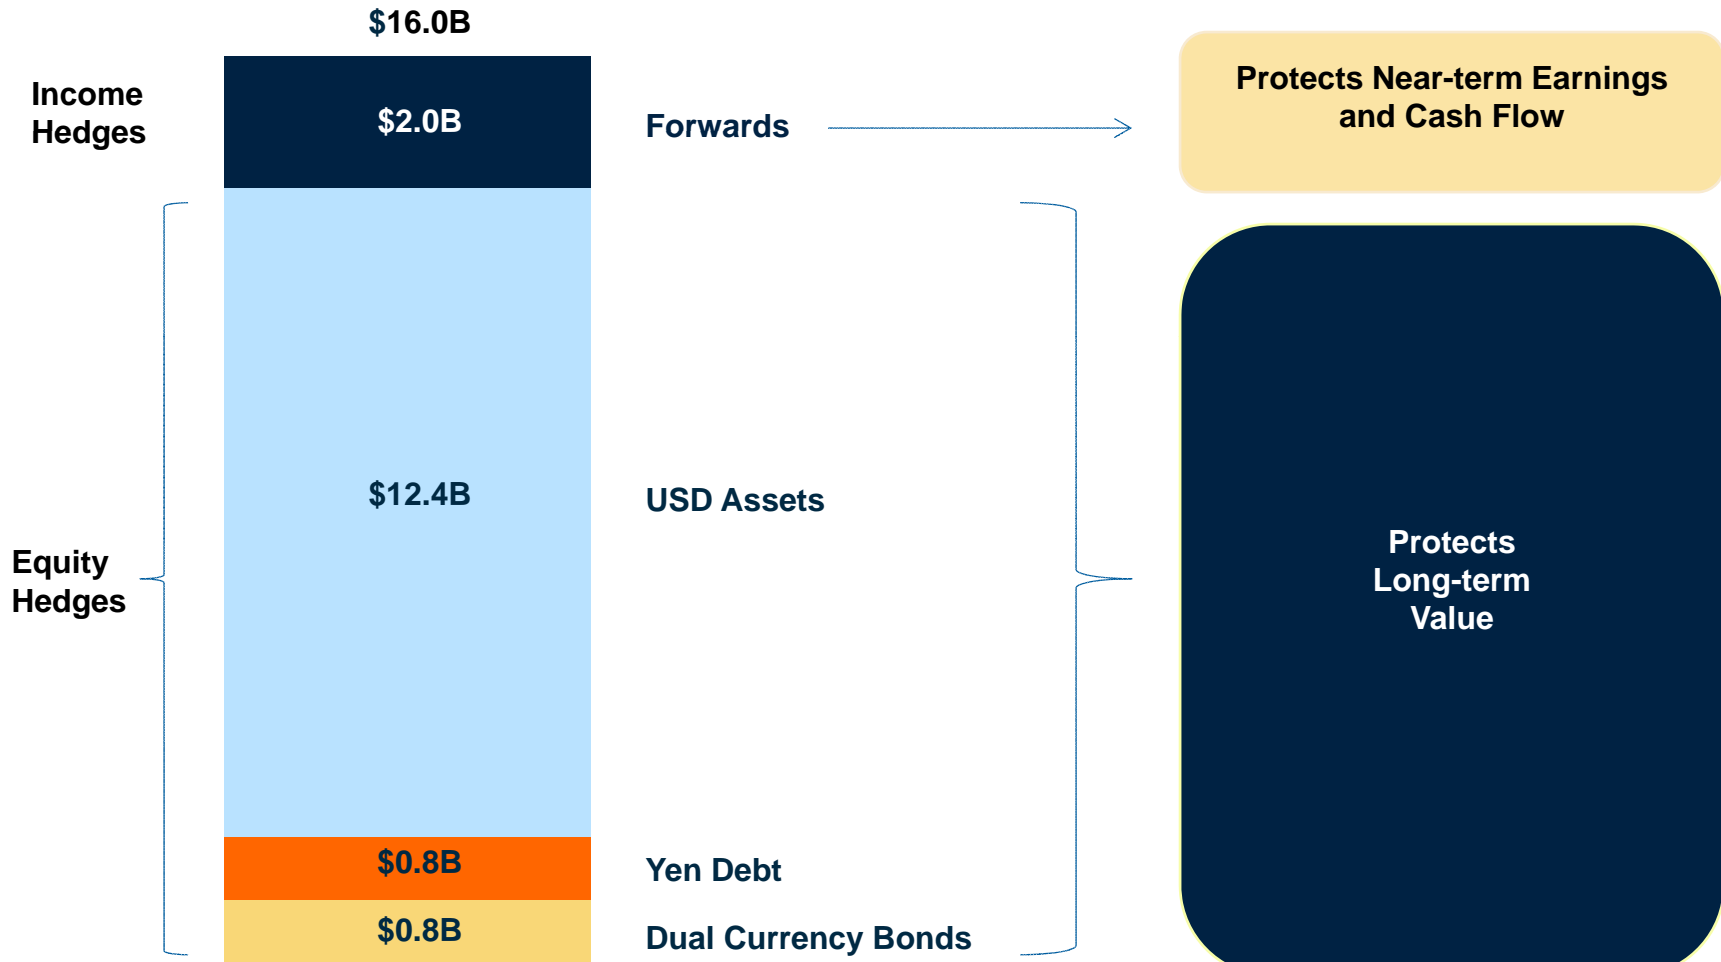 $16.0B
Income
Hedges
$2.0B
Forwards
Protects Near-term Earnings
and Cash Flow
Equity
Hedges
$12.4B
USD Assets
Protects
Long-term
Value
$0.8B
Yen Debt
$0.8B
Dual Currency Bonds